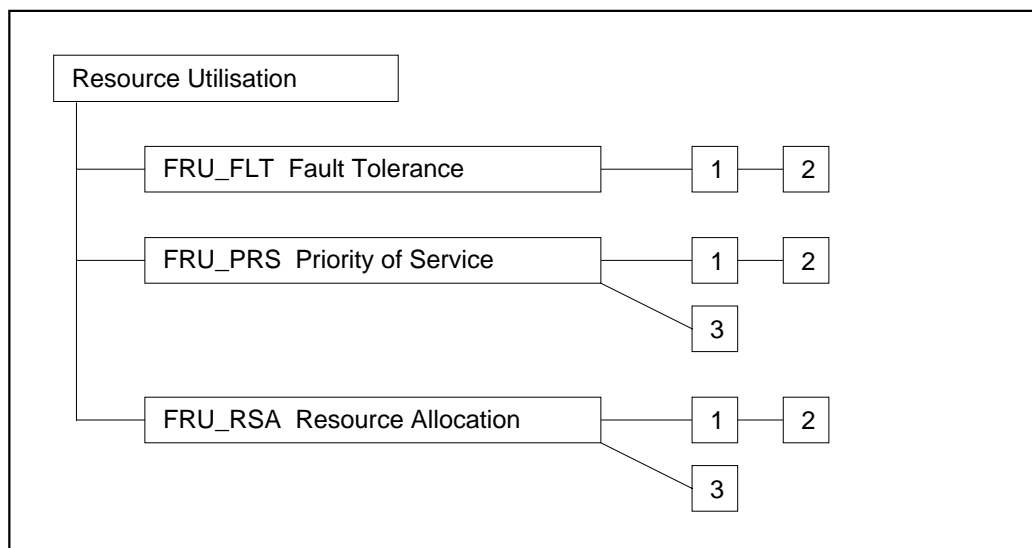 Resource Utilisation
FRU_FLT Fault Tolerance 1 2
FRU_PRS Priority of Service 1 2
3
FRU_RSA Resource Allocation 1 2
3